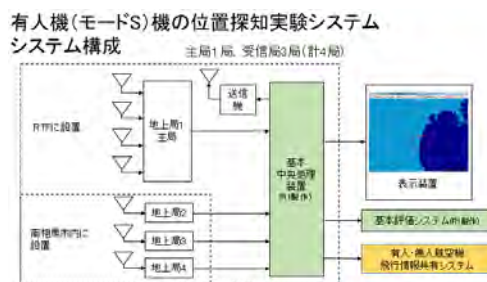 有人機(モードS)機の位置探知実験システム
システム構成
主局1局、受信局3局(計4局)
送信
機
RTFに設置
地上局1
主局
基本
中央処理
装置
表示装置
南相馬市内に
設置
地上局2
地上局3
地上局4
基本評価システム
有人・無人航空機
飛行情報共有システム